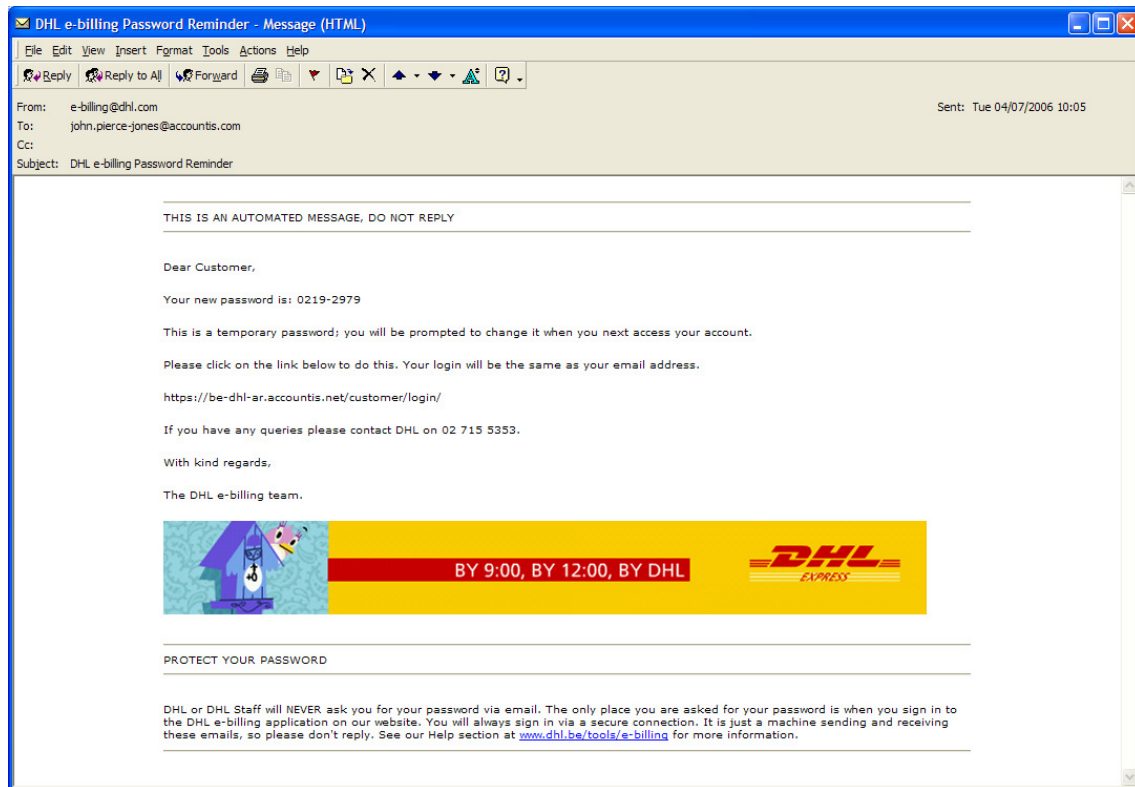 DHL e-billing Password Reminder - Message (HTML)
File Edit View Insert Format Tools Actions Help
Reply Reply to All Forward
From: e-billing@dhl.com Sent: Tue 04/07/2006 10:05
To: john.pierce-jones@accountis.com
Cc:
Subject: DHL e-billing Password Reminder
THIS IS AN AUTOMATED MESSAGE, DO NOT REPLY
Dear Customer,
Your new password is: 0219-2979
This is a temporary password; you will be prompted to change it when you next access your account.
Please click on the link below to do this. Your login will be the same as your email address.
https://be-dhl-ar.accountis.net/customer/login/
If you have any queries please contact DHL on 02 715 5353.
With kind regards,
The DHL e-billing team.
BY 9:00, BY 12:00, BY DHL
DHL
EXPRESS
PROTECT YOUR PASSWORD
DHL or DHL Staff will NEVER ask you for your password via email. The only place you are asked for your password is when you sign in to
the DHL e-billing application on our website. You will always sign in via a secure connection. It is just a machine sending and receiving
these emails, so please don't reply. See our Help section at www.dhl.be/tools/e-billing for more information.